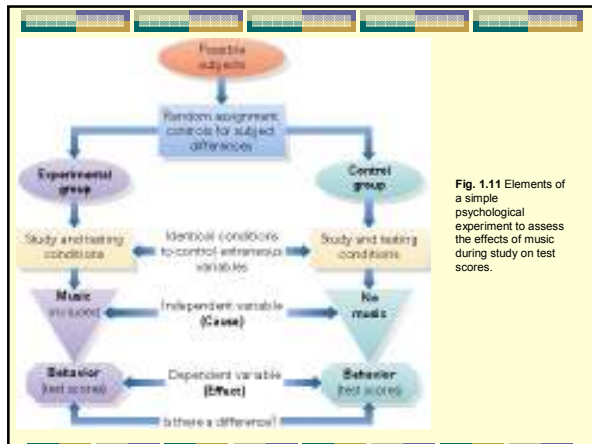 Possible
subjects
Random assignment
controls for subject
differences
Experimental
group
Control
group
Study and testing
conditions
Identical conditions
to control extraneous
variables
Study and testing
conditions
Music
included
Independent variable
(Cause)
No
music
Behavior
(test scores)
Dependent variable
(Effect)
Behavior
(test scores)
Is there a difference?
Fig. 1.11 Elements of
a simple
psychological
experiment to assess
the effects of music
during study on test
scores.